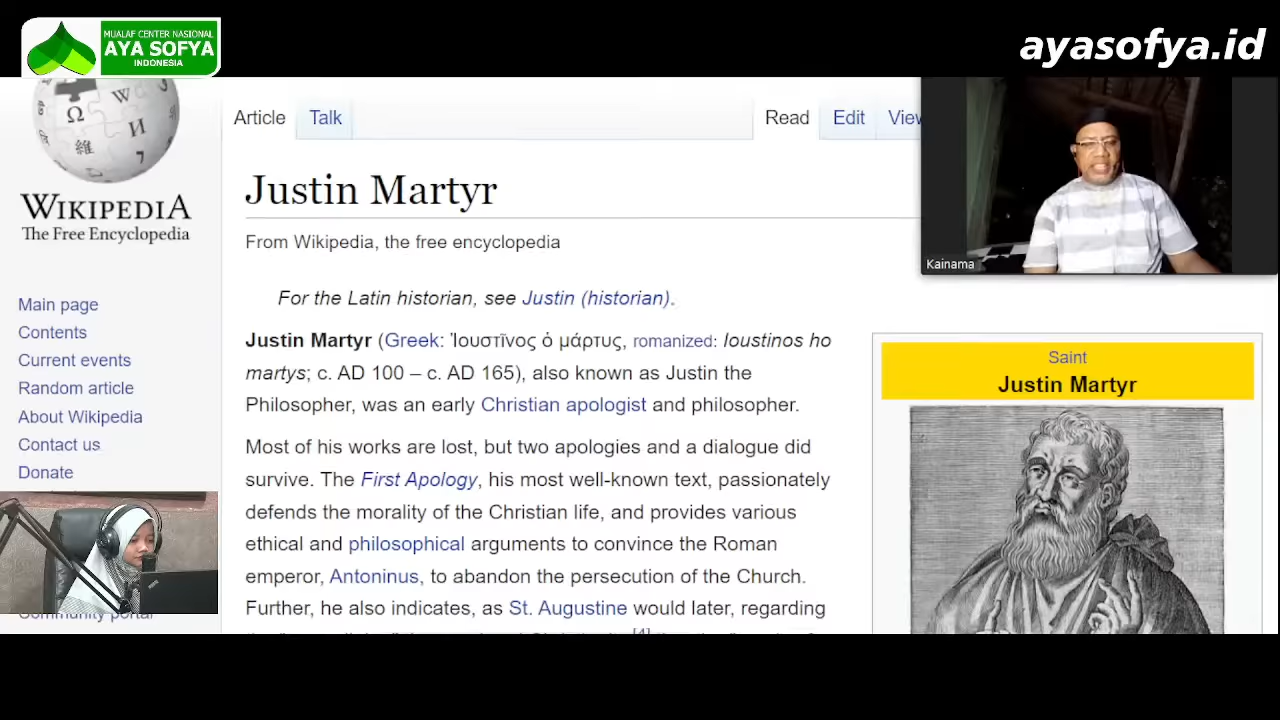 MUALAF CENTER NASIONAL
AYA SOFYA
INDONESIA
ayasofya.id
Ω W И 維
WIKIPEDIA
The Free Encyclopedia
Main page
Contents
Current events
Random article
About Wikipedia
Contact us
Donate
Community portal
Article Talk Read Edit View
Justin Martyr
From Wikipedia, the free encyclopedia
For the Latin historian, see Justin (historian).
Justin Martyr (Greek: Ἰουστῖνος ὁ μάρτυς, romanized: Ioustinos ho
martys; c. AD 100 – c. AD 165), also known as Justin the
Philosopher, was an early Christian apologist and philosopher.
Most of his works are lost, but two apologies and a dialogue did
survive. The First Apology, his most well-known text, passionately
defends the morality of the Christian life, and provides various
ethical and philosophical arguments to convince the Roman
emperor, Antoninus, to abandon the persecution of the Church.
Further, he also indicates, as St. Augustine would later, regarding
[4]
Kainama
Saint
Justin Martyr